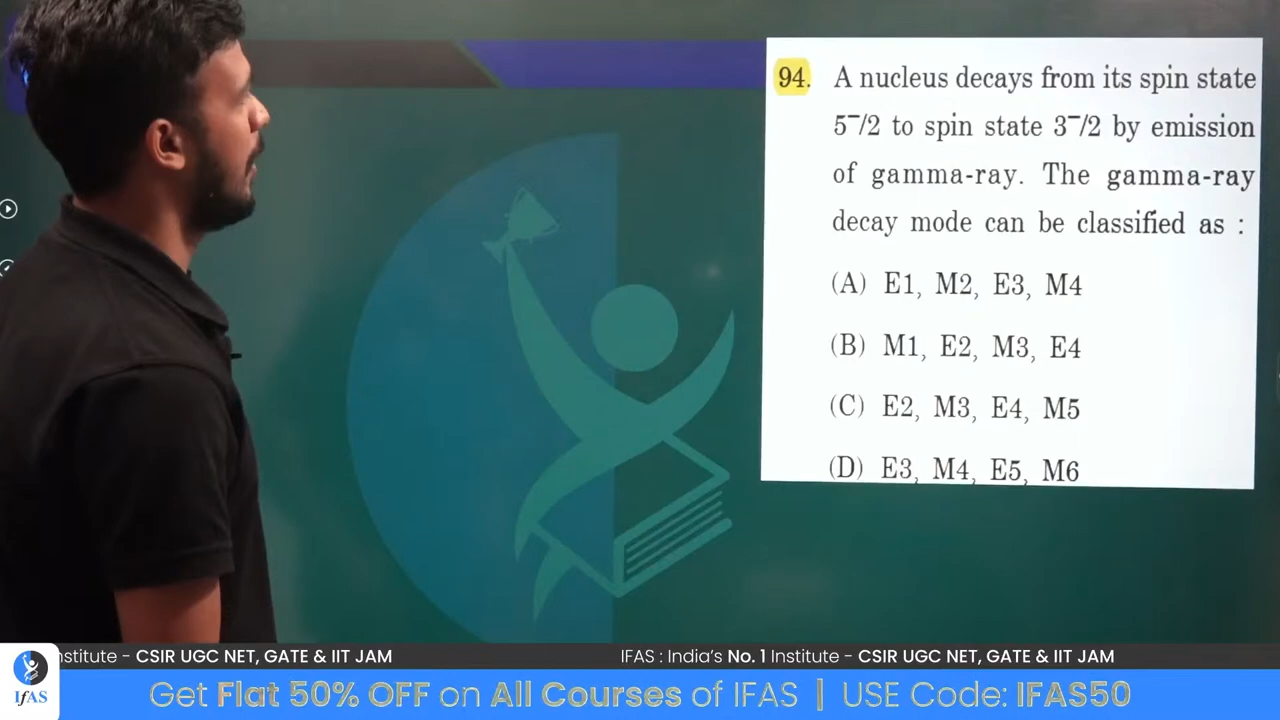 94. A nucleus decays from its spin state
5⁻/2 to spin state 3⁻/2 by emission
of gamma-ray. The gamma-ray
decay mode can be classified as :
(A) E1, M2, E3, M4
(B) M1, E2, M3, E4
(C) E2, M3, E4, M5
(D) E3, M4, E5, M6
nstitute - CSIR UGC NET, GATE & IIT JAM
IFAS : India's No. 1 Institute - CSIR UGC NET, GATE & IIT JAM
IFAS
Get Flat 50% OFF on All Courses of IFAS | USE Code: IFAS50